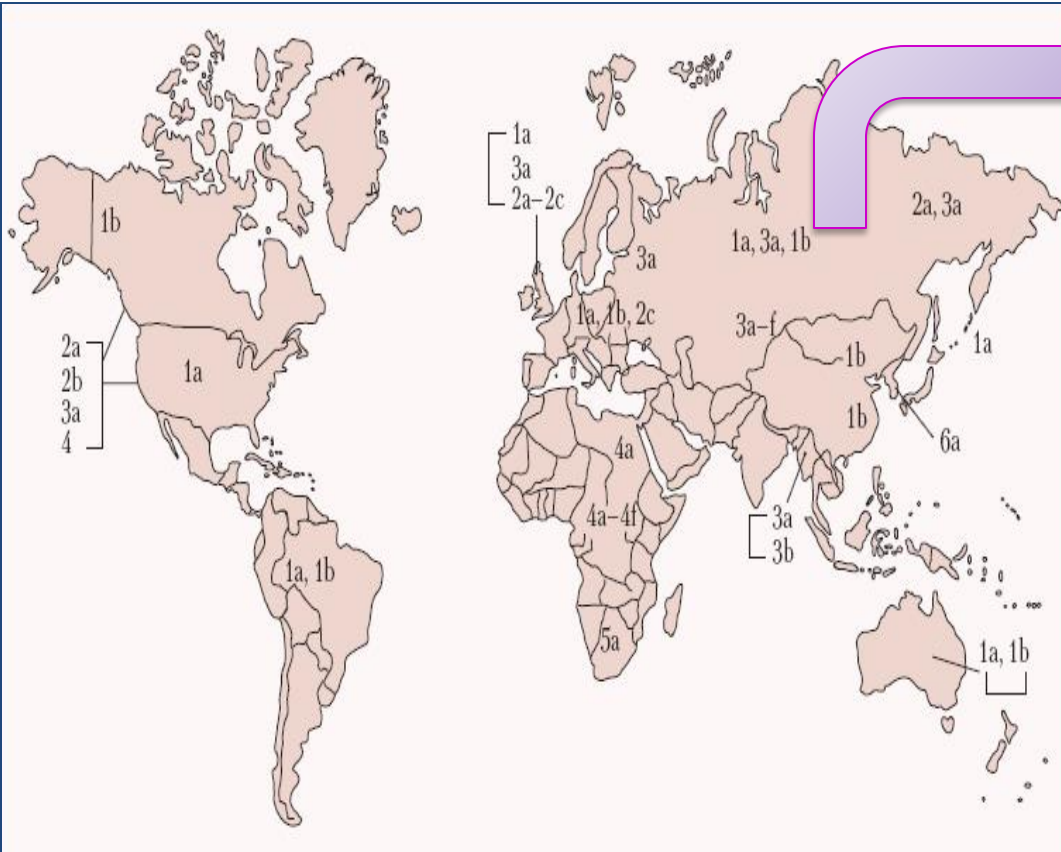 1b
2a
2b
3a
4
1a
1a, 1b
1a
3a
2a–2c
3a
1a, 3a, 1b
2a, 3a
1a, 1b, 2c
3a–f
1b
1a
1b
6a
4a
4a–4f
5a
3a
3b
1a, 1b